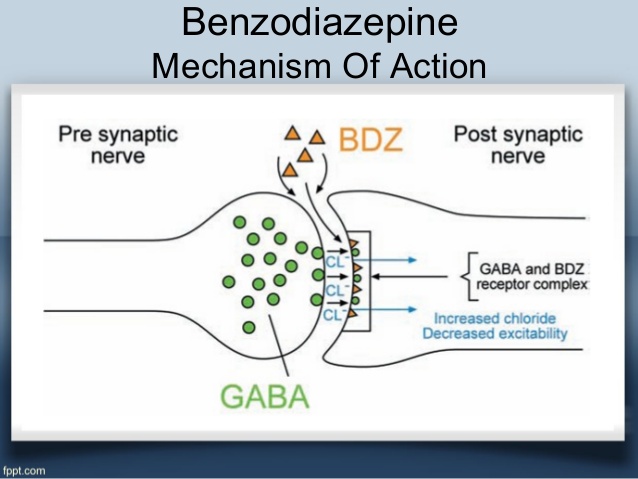 Benzodiazepine
Mechanism Of Action
Pre synaptic
nerve
BDZ
Post synaptic
nerve
CL⁻
CL⁻
CL⁻
GABA and BDZ
receptor complex
Increased chloride
Decreased excitability
GABA
fppt.com